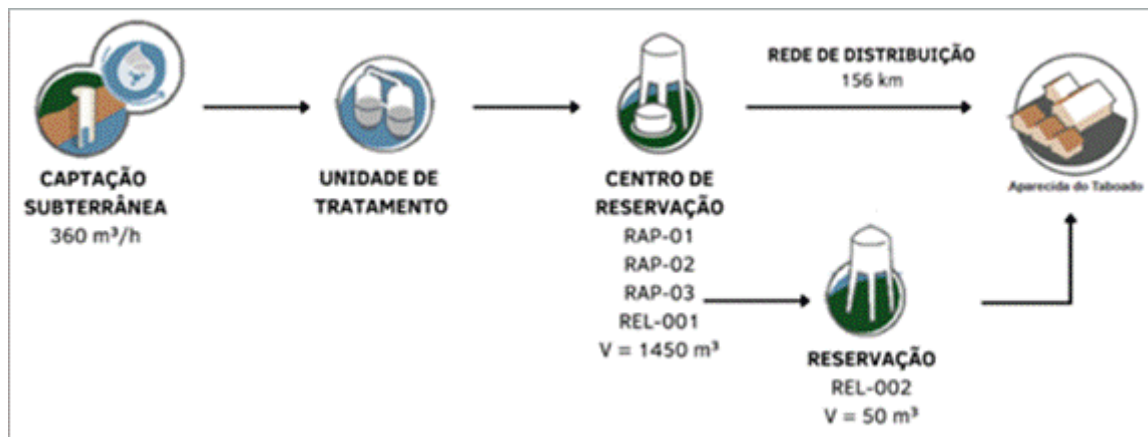 CAPTAÇÃO
SUBTERRÂNEA
360 m³/h
UNIDADE DE
TRATAMENTO
CENTRO DE
RESERVAÇÃO
RAP-01
RAP-02
RAP-03
REL-001
V = 1450 m³
REDE DE DISTRIBUIÇÃO
156 km
Aparecida do Taboado
RESERVAÇÃO
REL-002
V = 50 m³